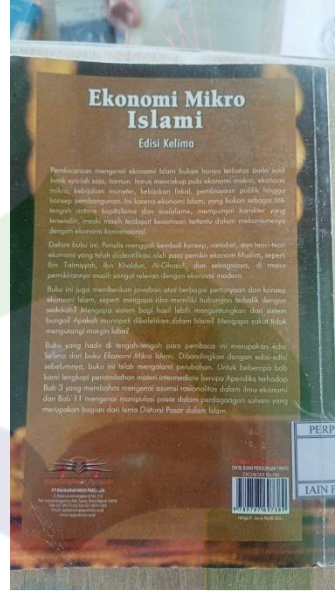 Ekonomi Mikro
Islami
Edisi Kelima
Pembicaraan mengenai ekonomi Islam bukan hanya terbatas pada soal
bank syariah saja, namun harus mencakup pula ekonomi makro, ekonomi
mikro, kebijakan moneter, kebijakan fiskal, pembiayaan publik hingga
konsep pembangunan. Ini karena ekonomi Islam, yang bukan sebagai titik
tengah antara kapitalisme dan sosialisme, mempunyai karakter yang
tersendiri, meski masih terdapat kesamaan tertentu dalam mekanismenya
dengan ekonomi konvensional.
Dalam buku ini, Penulis menggali kembali konsep, variabel, dan teori-teori
ekonomi yang telah diidentifikasi oleh para pemikir ekonom Muslim, seperti
Ibn Taimiyyah, Ibn Khaldun, Al-Ghazali, dan sebagainya, di mana
pemikirannya masih sangat relevan dengan ekonomi modern.
Buku ini juga memberikan jawaban atas berbagai pertanyaan dan konsep
ekonomi Islam, seperti mengapa riba memiliki hubungan terbalik dengan
sedekah? Mengapa sistem bagi hasil lebih menguntungkan dari sistem
bunga? Apakah monopoli dibolehkan dalam Islam? Mengapa zakat tidak
mengurangi margin laba?
Buku yang hadir di tengah-tengah para pembaca ini merupakan edisi
kelima dari buku Ekonomi Mikro Islami. Dibandingkan dengan edisi-edisi
sebelumnya, buku ini telah mengalami perubahan. Untuk beberapa bab
kami lengkapi penambahan materi intermediate berupa Apendiks terhadap
Bab 3 yang membahas mengenai asumsi rasionalitas dalam ilmu ekonomi
dan Bab 11 mengenai manipulasi pasar dalam perdagangan saham yang
merupakan bagian dari tema Distorsi Pasar dalam Islam.
PERP
IAIN P